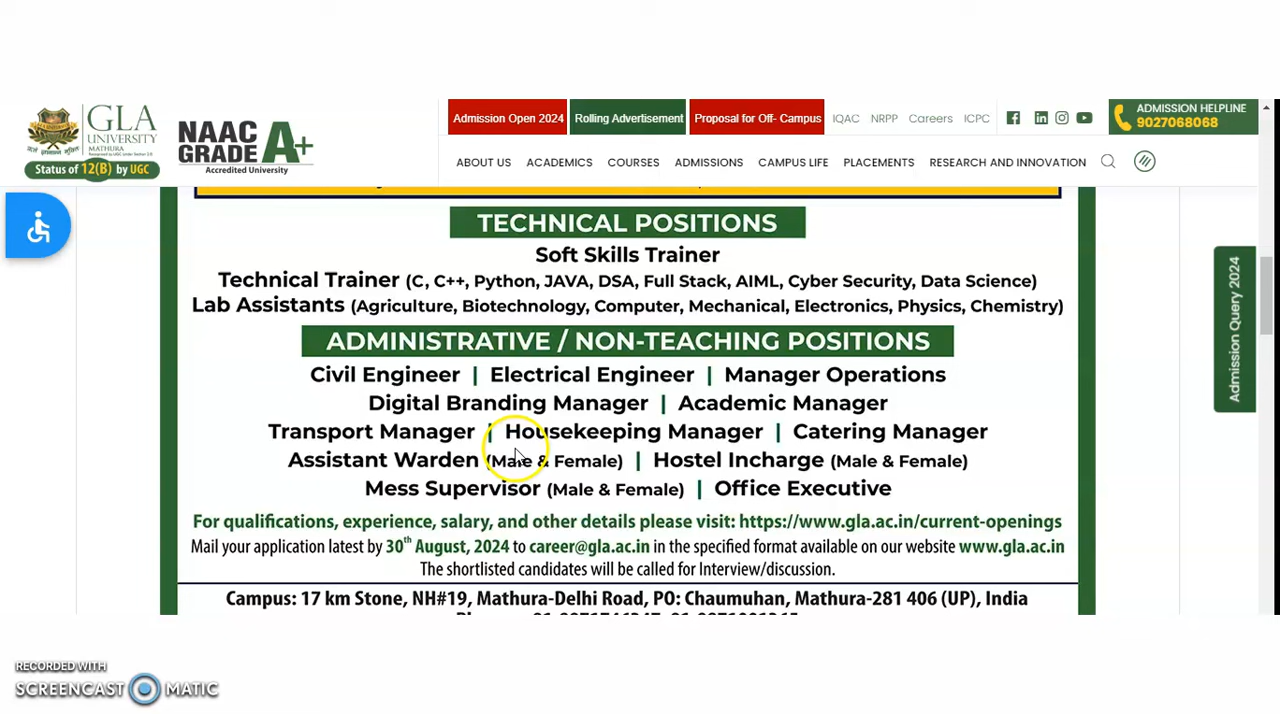 GLA
UNIVERSITY
MATHURA
Status of 12(B) by UGC
NAAC
GRADE A+
Accredited University
Admission Open 2024
Rolling Advertisement
Proposal for Off- Campus
IQAC
NRPP
Careers
ICPC
ADMISSION HELPLINE
9027068068
ABOUT US
ACADEMICS
COURSES
ADMISSIONS
CAMPUS LIFE
PLACEMENTS
RESEARCH AND INNOVATION
TECHNICAL POSITIONS
Soft Skills Trainer
Technical Trainer (C, C++, Python, JAVA, DSA, Full Stack, AIML, Cyber Security, Data Science)
Lab Assistants (Agriculture, Biotechnology, Computer, Mechanical, Electronics, Physics, Chemistry)
ADMINISTRATIVE / NON-TEACHING POSITIONS
Civil Engineer | Electrical Engineer | Manager Operations
Digital Branding Manager | Academic Manager
Transport Manager | Housekeeping Manager | Catering Manager
Assistant Warden (Male & Female) | Hostel Incharge (Male & Female)
Mess Supervisor (Male & Female) | Office Executive
For qualifications, experience, salary, and other details please visit: https://www.gla.ac.in/current-openings
Mail your application latest by 30th August, 2024 to career@gla.ac.in in the specified format available on our website www.gla.ac.in
The shortlisted candidates will be called for Interview/discussion.
Campus: 17 km Stone, NH#19, Mathura-Delhi Road, PO: Chaumuhan, Mathura-281 406 (UP), India
Admission Query 2024
RECORDED WITH
SCREENCAST MATIC